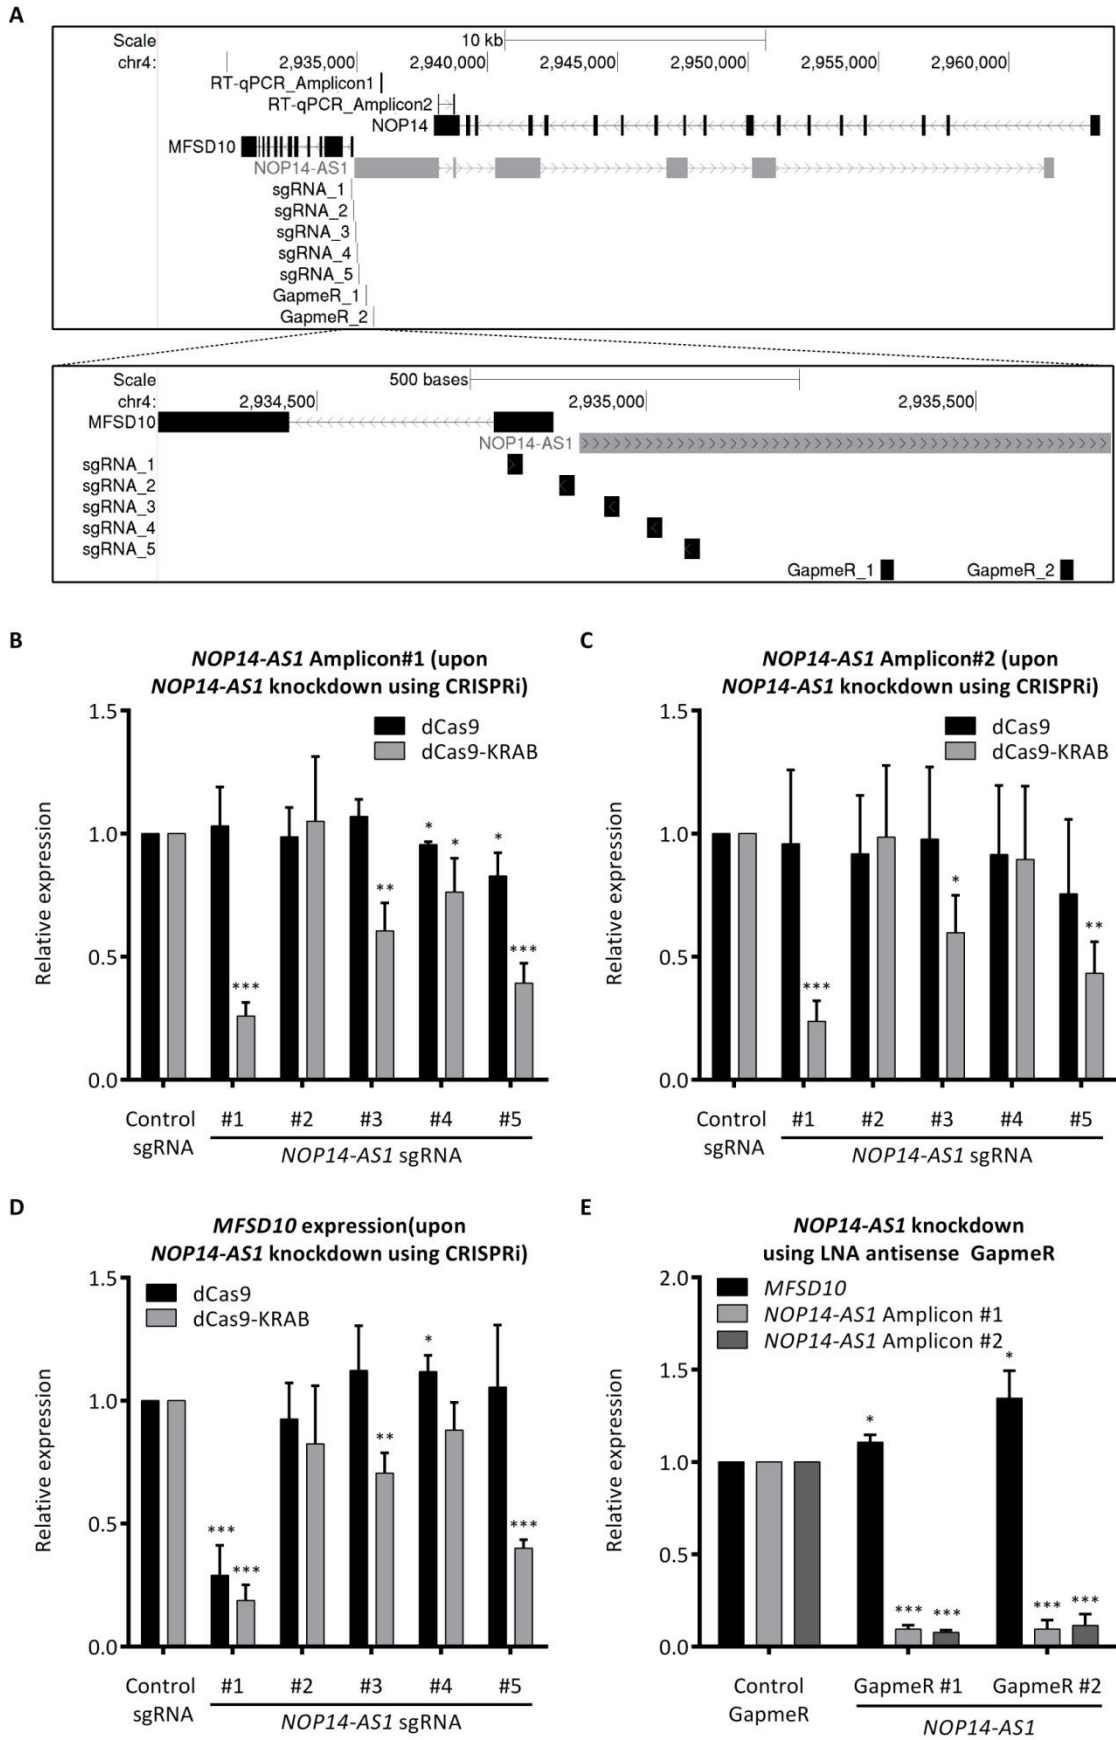 A
Scale 10 kb
chr4: 2,935,000 2,940,000 2,945,000 2,950,000 2,955,000 2,960,000
RT-qPCR_Amplicon1
RT-qPCR_Amplicon2
NOP14
MFSD10
NOP14-AS1
sgRNA_1
sgRNA_2
sgRNA_3
sgRNA_4
sgRNA_5
GapmeR_1
GapmeR_2
Scale 500 bases
chr4: 2,934,500 2,935,000 2,935,500
MFSD10
NOP14-AS1
sgRNA_1
sgRNA_2
sgRNA_3
sgRNA_4
sgRNA_5
GapmeR_1 GapmeR_2
B
NOP14-AS1 Amplicon#1 (upon
NOP14-AS1 knockdown using CRISPRi)
dCas9
dCas9-KRAB
Relative expression
1.5
1.0
0.5
0.0
***
**
*
*
*
***
Control
sgRNA
#1 #2 #3 #4 #5
NOP14-AS1 sgRNA
C
NOP14-AS1 Amplicon#2 (upon
NOP14-AS1 knockdown using CRISPRi)
dCas9
dCas9-KRAB
Relative expression
1.5
1.0
0.5
0.0
***
*
**
Control
sgRNA
#1 #2 #3 #4 #5
NOP14-AS1 sgRNA
D
MFSD10 expression(upon
NOP14-AS1 knockdown using CRISPRi)
dCas9
dCas9-KRAB
Relative expression
1.5
1.0
0.5
0.0
***
***
**
*
***
Control
sgRNA
#1 #2 #3 #4 #5
NOP14-AS1 sgRNA
E
NOP14-AS1 knockdown
using LNA antisense GapmeR
MFSD10
NOP14-AS1 Amplicon #1
NOP14-AS1 Amplicon #2
Relative expression
2.0
1.5
1.0
0.5
0.0
*
***
***
*
***
***
Control
GapmeR
GapmeR #1 GapmeR #2
NOP14-AS1